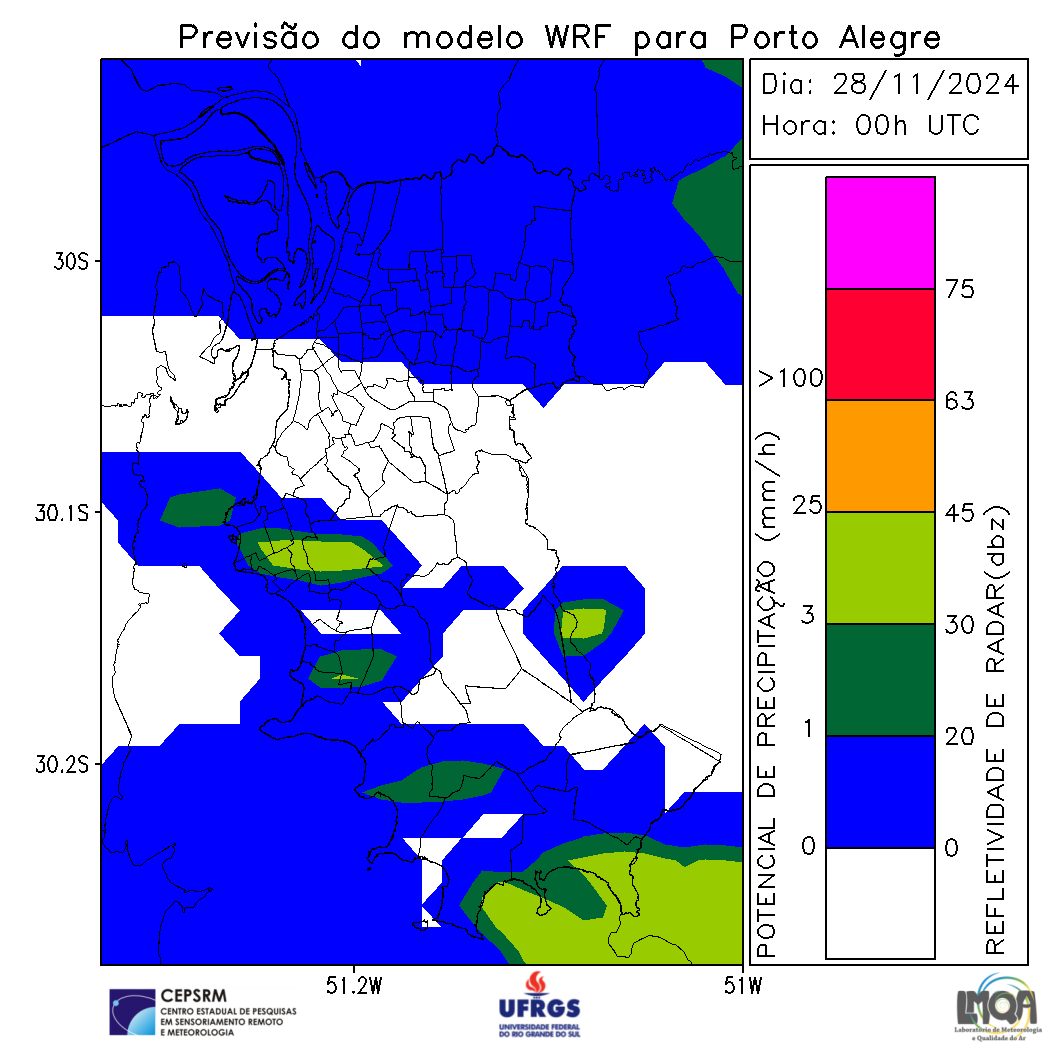 Previsão do modelo WRF para Porto Alegre
Dia: 28/11/2024
Hora: 00h UTC
30S
30.1S
30.2S
51.2W
51W
POTENCIAL DE PRECIPITAÇÃO (mm/h)
>100
25
3
1
0
75
63
45
30
20
0
REFLETIVIDADE DE RADAR(dbz)
CEPSRM
CENTRO ESTADUAL DE PESQUISAS
EM SENSORIAMENTO REMOTO
E METEOROLOGIA
UFRGS
UNIVERSIDADE FEDERAL
DO RIO GRANDE DO SUL
LMQA
Laboratório de Meteorologia
e Qualidade do Ar